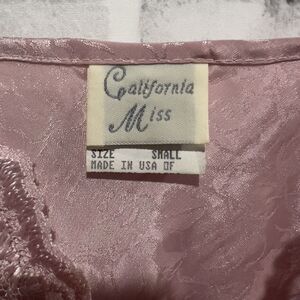 California
Miss
SIZE SMALL
MADE IN USA OF